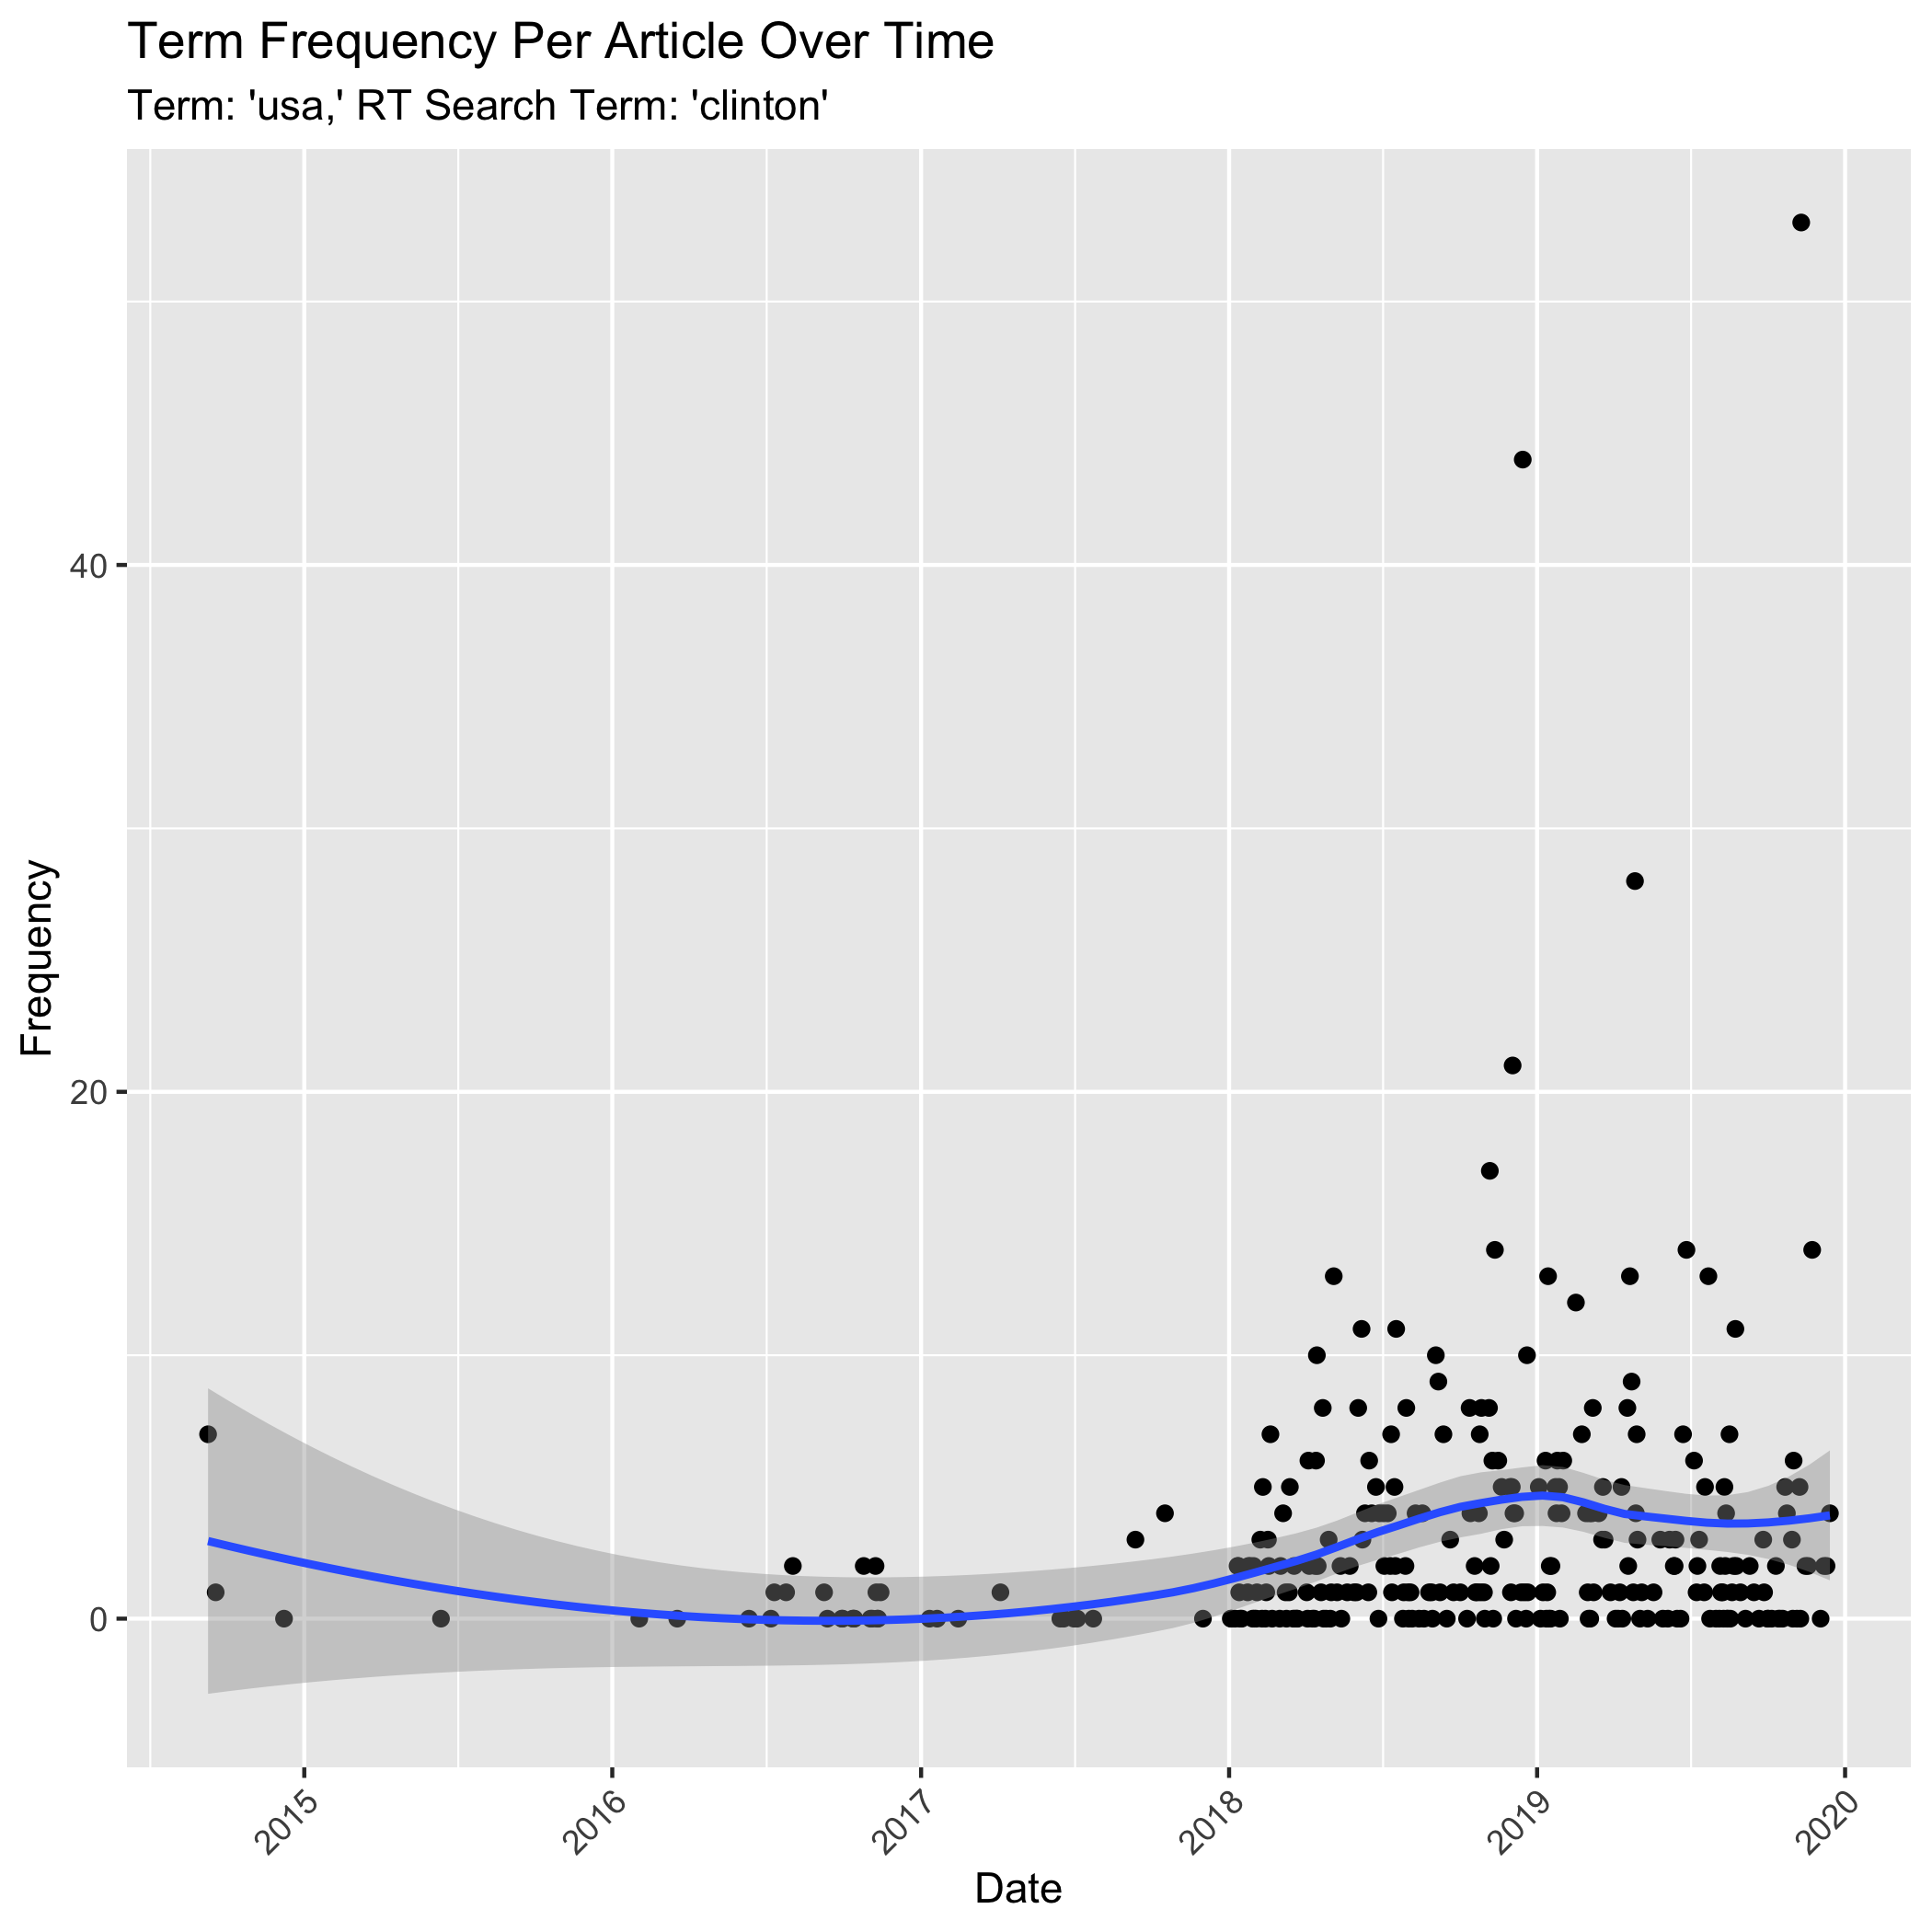 Term Frequency Per Article Over Time
Term: 'usa,' RT Search Term: 'clinton'
Frequency
40
20
0
2015
2016
2017
2018
2019
2020
Date